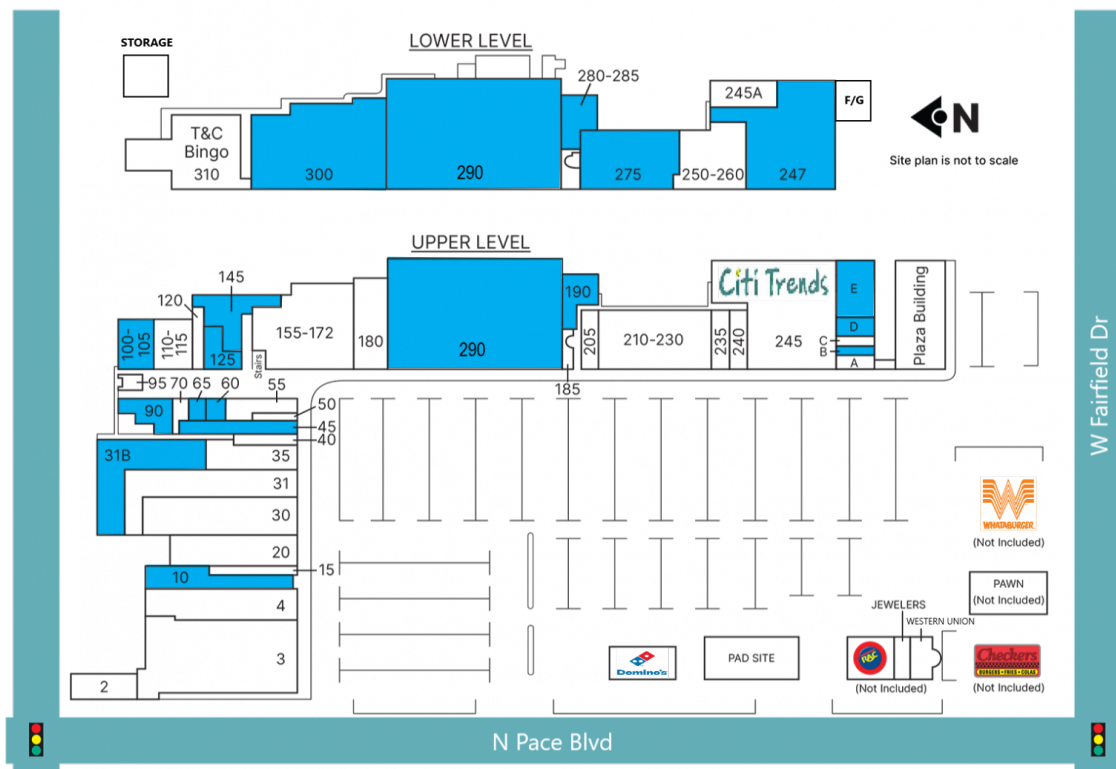 STORAGE
LOWER LEVEL
280-285
245A
F/G
N
T&C
Bingo
310
300
290
275
250-260
247
Site plan is not to scale
UPPER LEVEL
145
120
100-
105
110-
115
125
Stairs
155-172
180
290
190
185
205
210-230
235
240
Citi Trends
245
E
D
C
B
A
Plaza Building
95
70
65
60
55
50
90
45
40
31B
35
31
30
20
15
10
4
3
2
W Fairfield Dr
WHATABURGER
(Not Included)
PAWN
(Not Included)
JEWELERS
WESTERN UNION
Domino's
PAD SITE
R&C
(Not Included)
Checkers
BURGERS • FRIES • COLAS
(Not Included)
N Pace Blvd